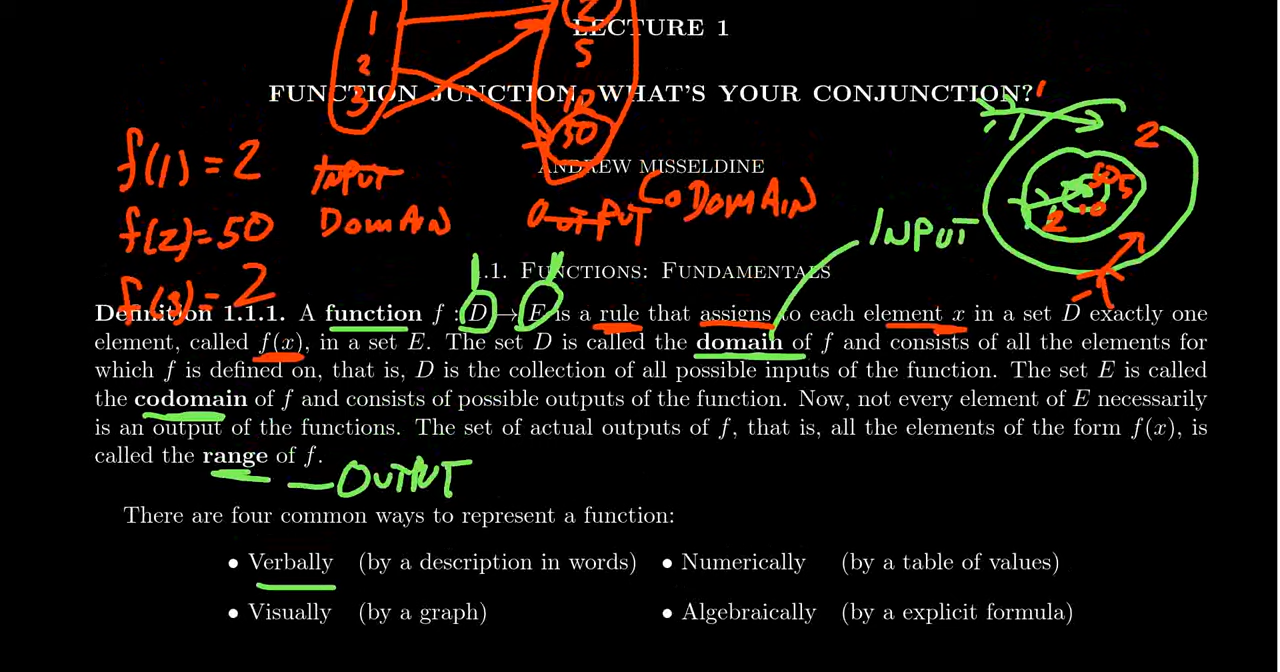 1
2
3
2
5
10
50
LECTURE 1
FUNCTION JUNCTION, WHAT'S YOUR CONJUNCTION?
ANDREW MISSELDINE
f(1) = 2
f(2) = 50
f(3) = 2
INPUT
DOMAIN
OUTPUT
CODOMAIN
INPUT
2
50
5
2
1.1. FUNCTIONS: FUNDAMENTALS
Definition 1.1.1. A function f : D → E is a rule that assigns to each element x in a set D exactly one
element, called f(x), in a set E. The set D is called the domain of f and consists of all the elements for
which f is defined on, that is, D is the collection of all possible inputs of the function. The set E is called
the codomain of f and consists of possible outputs of the function. Now, not every element of E necessarily
is an output of the functions. The set of actual outputs of f, that is, all the elements of the form f(x), is
called the range of f.
— OUTPUT
There are four common ways to represent a function:
• Verbally (by a description in words) • Numerically (by a table of values)
• Visually (by a graph) • Algebraically (by a explicit formula)